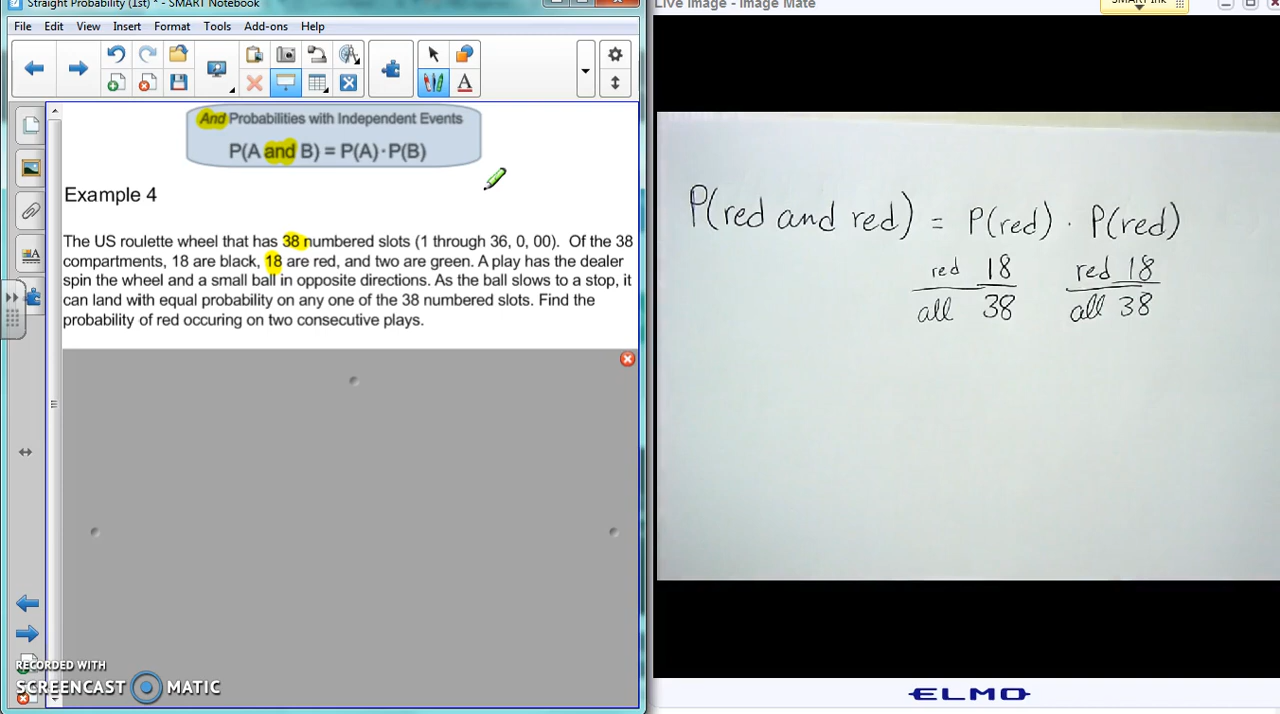 Straight Probability (1st) * - SMART Notebook
File Edit View Insert Format Tools Add-ons Help
And Probabilities with Independent Events
P(A and B) = P(A) · P(B)
Example 4
The US roulette wheel that has 38 numbered slots (1 through 36, 0, 00). Of the 38
compartments, 18 are black, 18 are red, and two are green. A play has the dealer
spin the wheel and a small ball in opposite directions. As the ball slows to a stop, it
can land with equal probability on any one of the 38 numbered slots. Find the
probability of red occuring on two consecutive plays.
RECORDED WITH
SCREENCAST MATIC
Live Image - Image Mate
SMART Ink
P(red and red) = P(red) · P(red)
red 18 red 18
all 38 all 38
ELMO